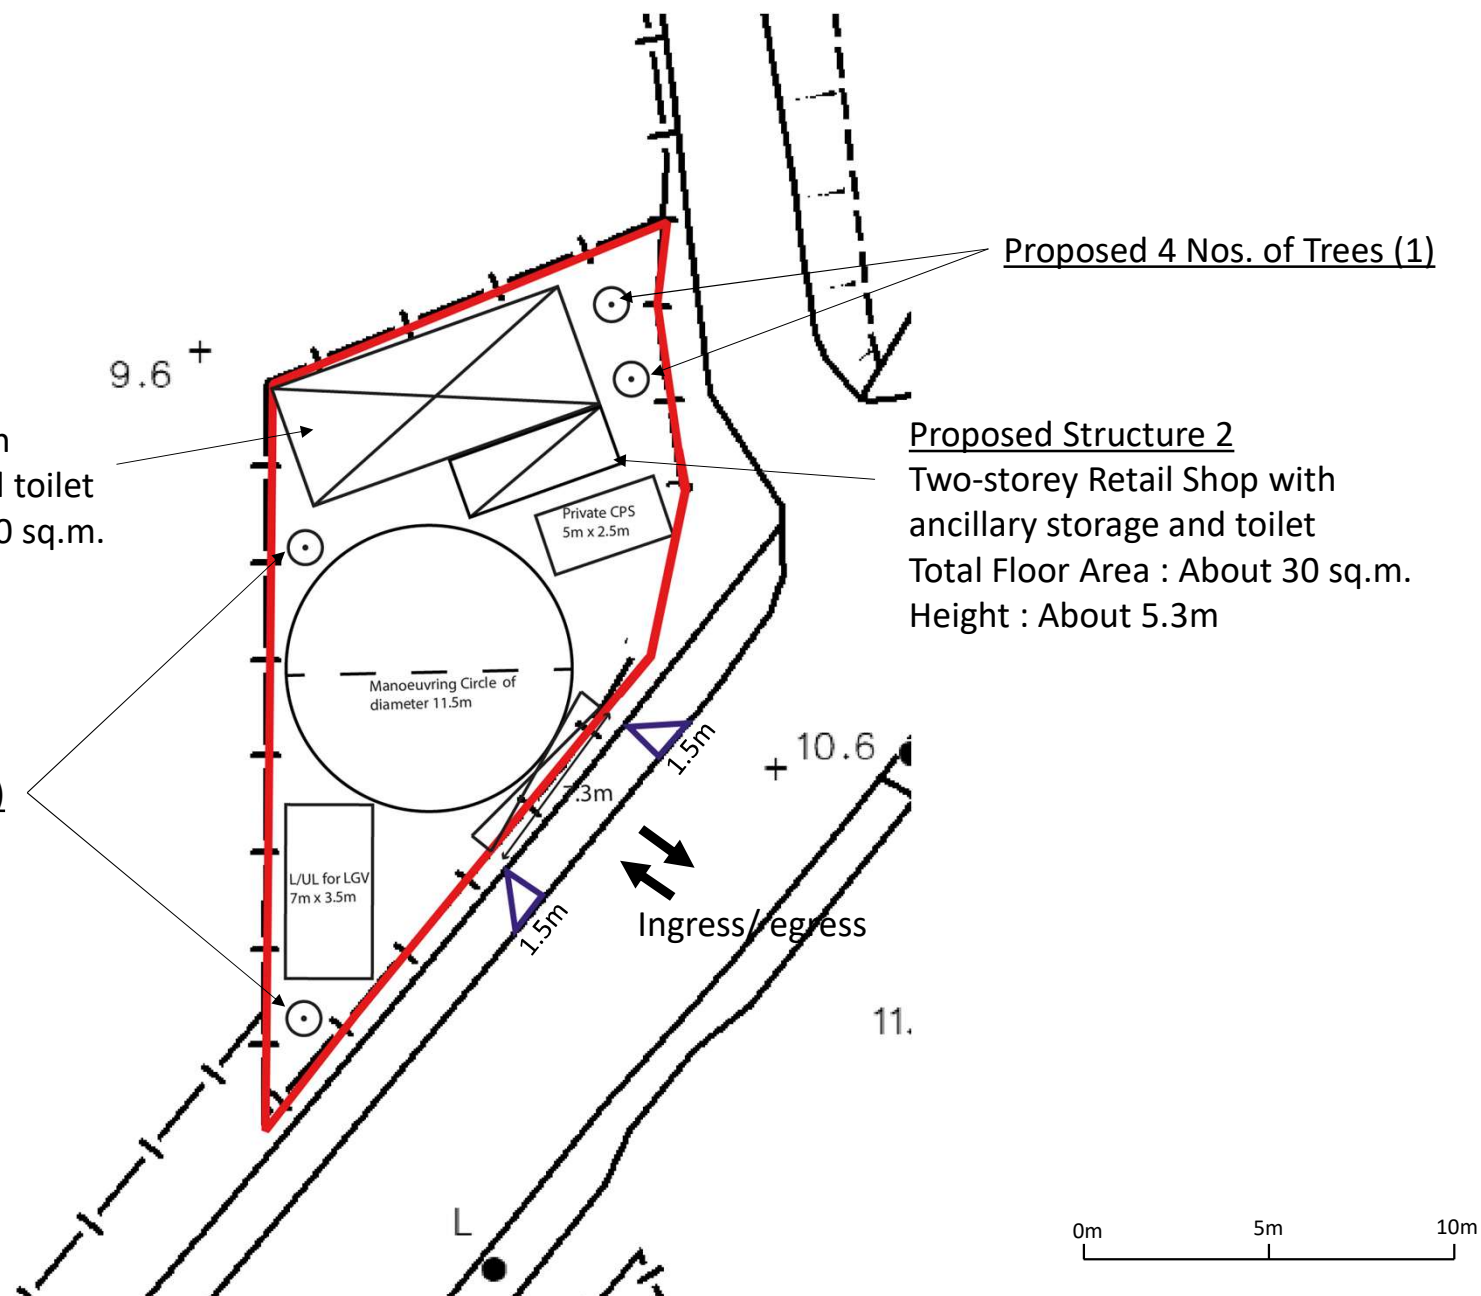 Proposed 4 Nos. of Trees (1)
9.6
Proposed Structure 2
Two-storey Retail Shop with
ancillary storage and toilet
Total Floor Area : About 30 sq.m.
Height : About 5.3m
toilet
0 sq.m.
Private CPS
5m x 2.5m
Manoeuvring Circle of
diameter 11.5m
7.3m
1.5m
10.6
)
L/UL for LGV
7m x 3.5m
1.5m
Ingress/egress
11.
L
0m
5m
10m